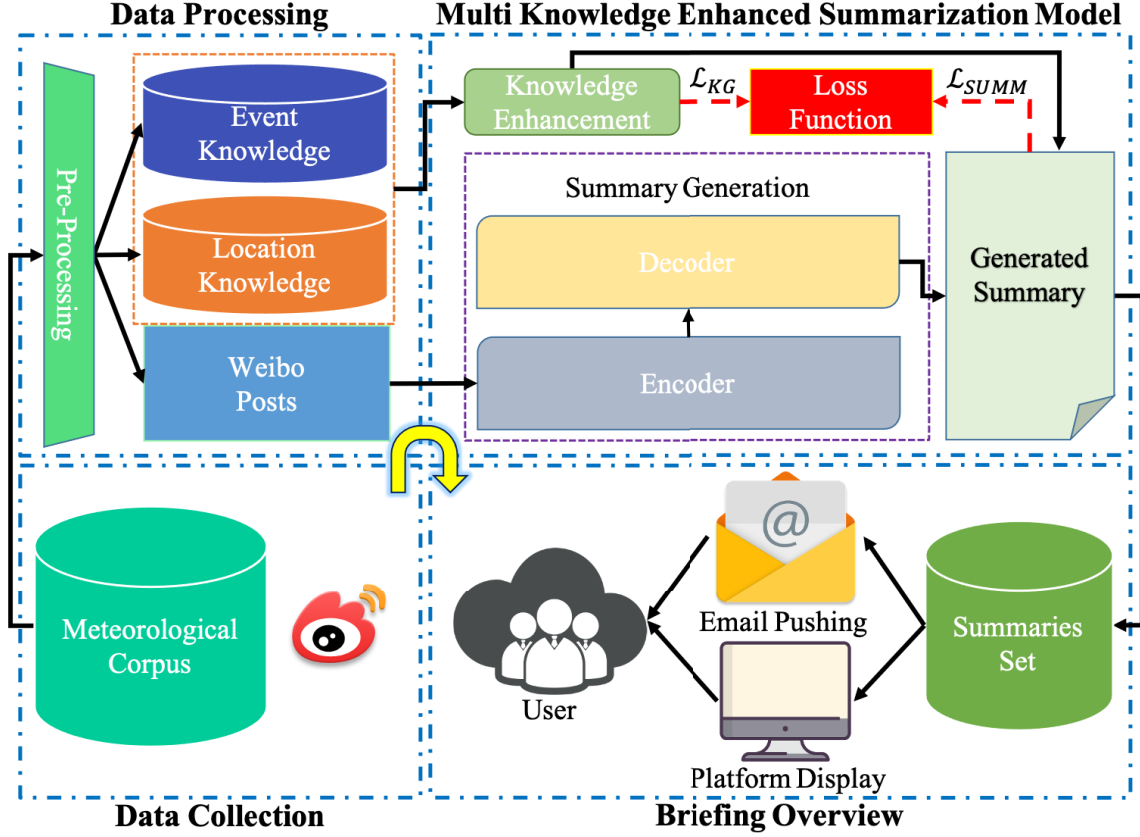 Data Processing
Multi Knowledge Enhanced Summarization Model
Pre-Processing
Event
Knowledge
Location
Knowledge
Weibo
Posts
Knowledge
Enhancement
ℒ_KG
Loss
Function
ℒ_SUMM
Summary Generation
Decoder
Encoder
Generated
Summary
Meteorological
Corpus
@
Email Pushing
User
Platform Display
Summaries
Set
Data Collection
Briefing Overview